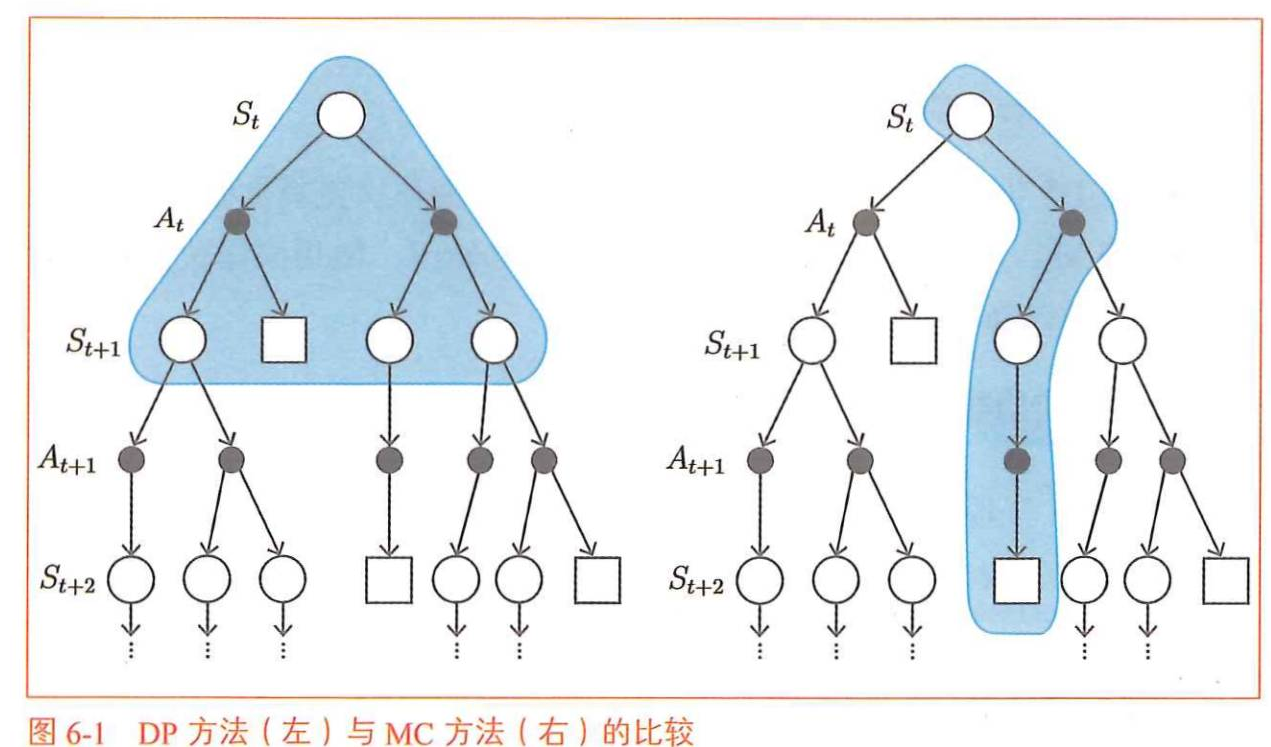 S_t
S_t
A_t
A_t
S_{t+1}
S_{t+1}
A_{t+1}
A_{t+1}
S_{t+2}
S_{t+2}
图 6-1 DP 方法（左）与 MC 方法（右）的比较